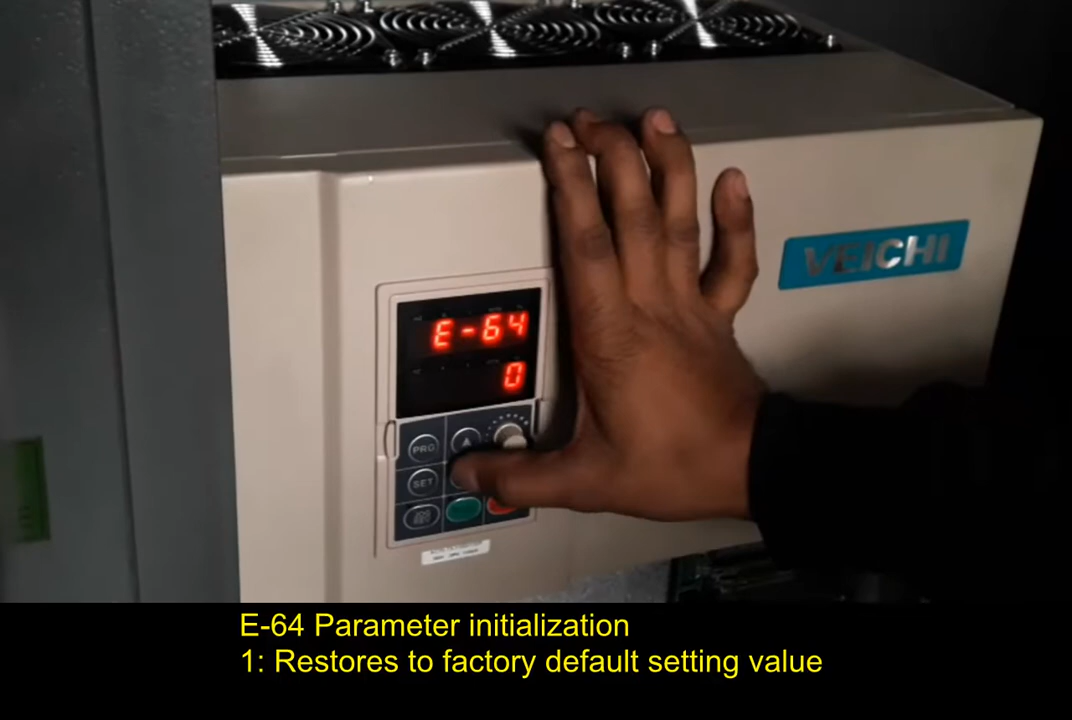 VEICHI
E-64
0
PRG
SET
E-64 Parameter initialization
1: Restores to factory default setting value